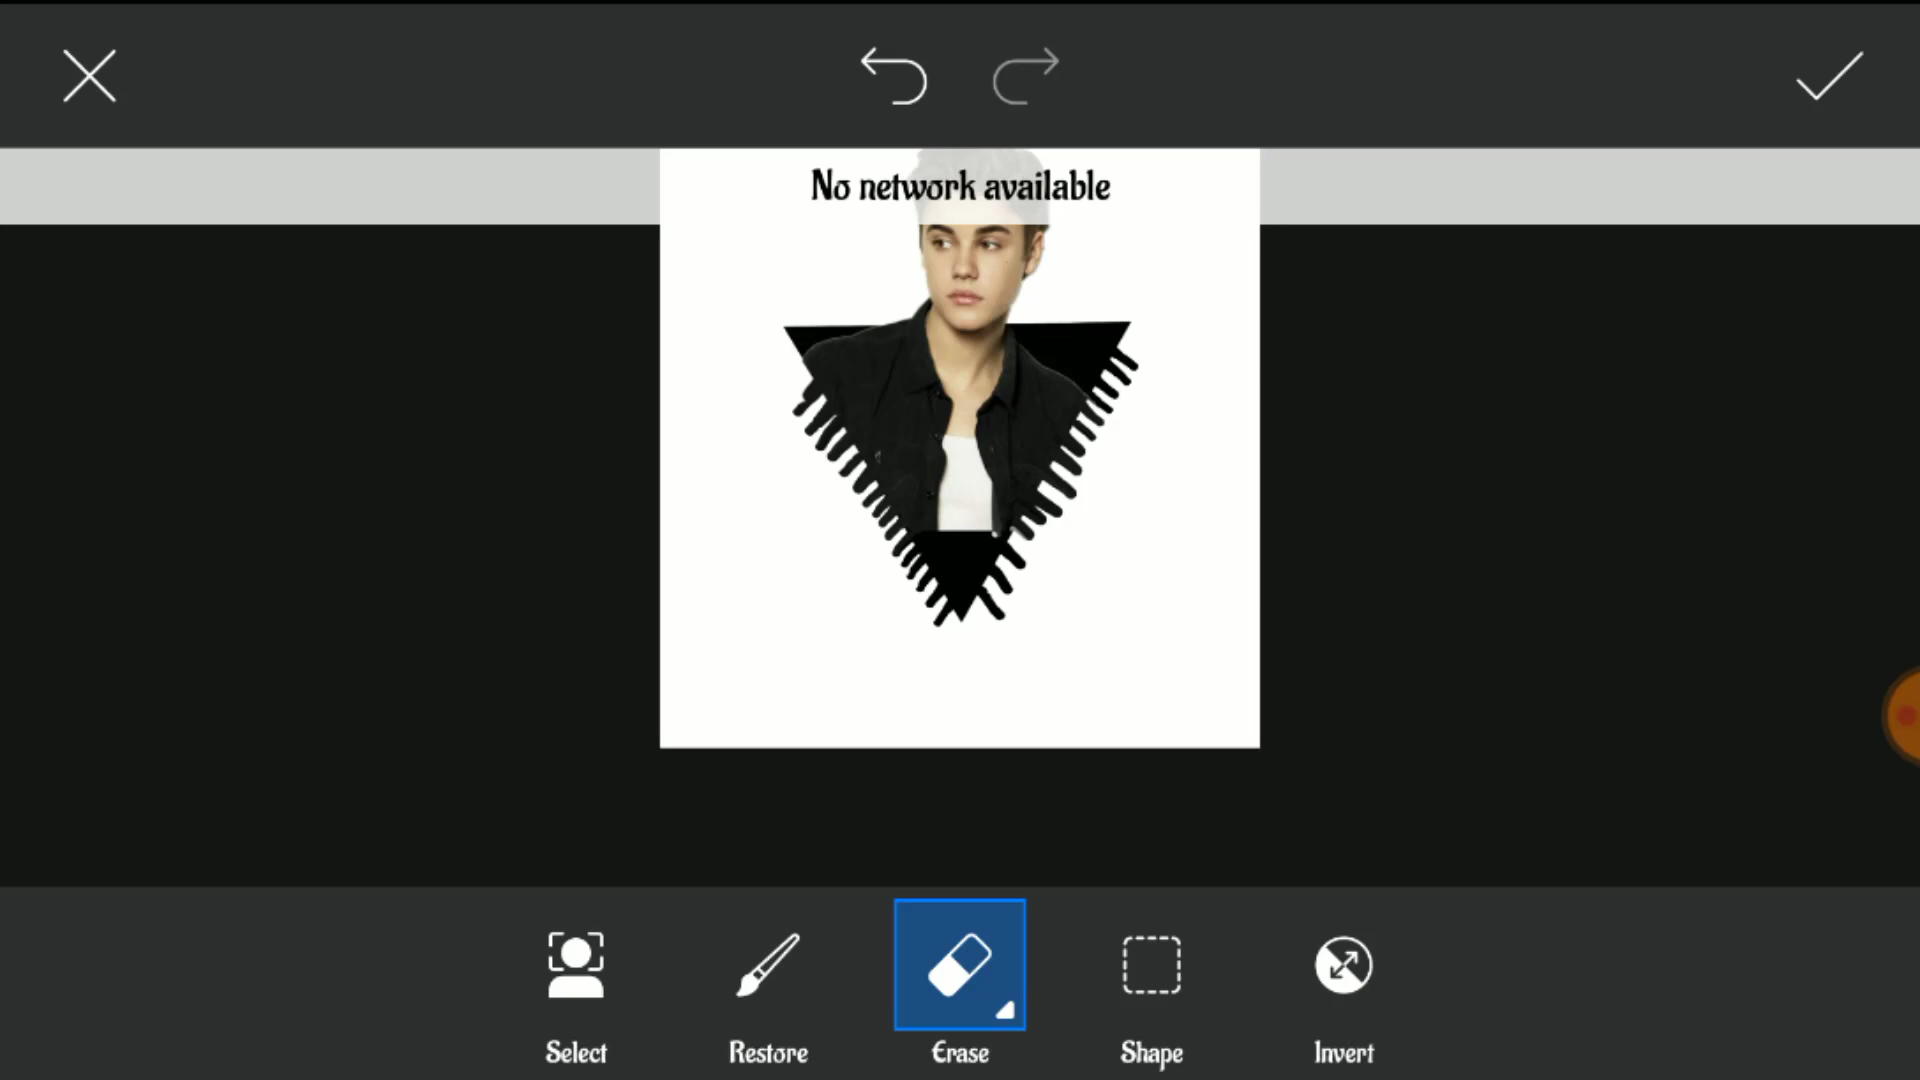 No network available
Select
Restore
Erase
Shape
Invert